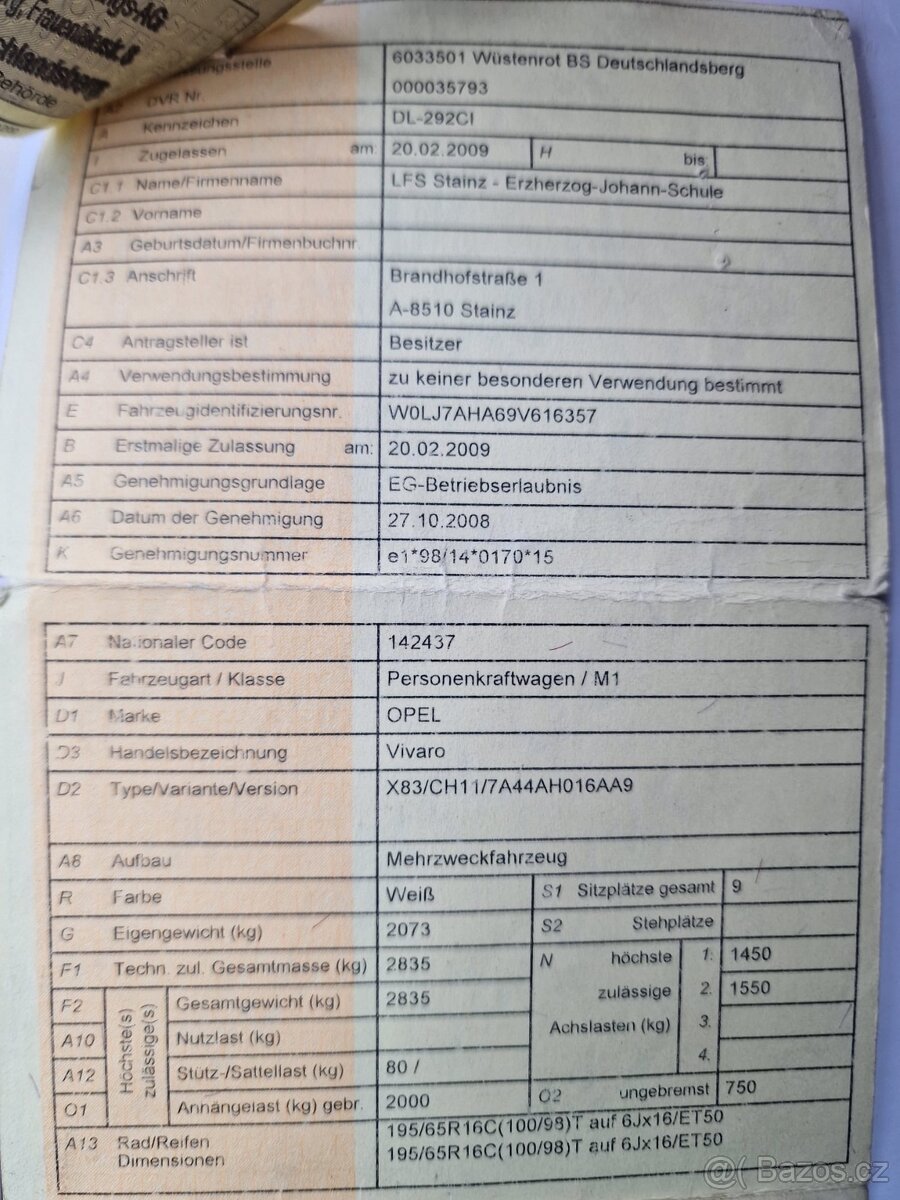 ngs-AG
g, Frauentalerst. 8
chlandsberg
Behörde
ungsstelle 6033501 Wüstenrot BS Deutschlandsberg
A2 DVR Nr. 000035793
A Kennzeichen DL-292CI
I Zugelassen am: 20.02.2009 H bis:
C1.1 Name/Firmenname LFS Stainz - Erzherzog-Johann-Schule
C1.2 Vorname
A3 Geburtsdatum/Firmenbuchnr.
C1.3 Anschrift Brandhofstraße 1
A-8510 Stainz
C4 Antragsteller ist Besitzer
A4 Verwendungsbestimmung zu keiner besonderen Verwendung bestimmt
E Fahrzeugidentifizierungsnr. W0LJ7AHA69V616357
B Erstmalige Zulassung am: 20.02.2009
A5 Genehmigungsgrundlage EG-Betriebserlaubnis
A6 Datum der Genehmigung 27.10.2008
K Genehmigungsnummer e1*98/14*0170*15
A7 Nationaler Code 142437
J Fahrzeugart / Klasse Personenkraftwagen / M1
D1 Marke OPEL
D3 Handelsbezeichnung Vivaro
D2 Type/Variante/Version X83/CH11/7A44AH016AA9
A8 Aufbau Mehrzweckfahrzeug
R Farbe Weiß S1 Sitzplätze gesamt 9
G Eigengewicht (kg) 2073 S2 Stehplätze
F1 Techn. zul. Gesamtmasse (kg) 2835 N höchste 1. 1450
F2 Höchste(s) zulässige(s) Gesamtgewicht (kg) 2835 zulässige 2. 1550
A10 Nutzlast (kg) Achslasten (kg) 3.
A12 Stütz-/Sattellast (kg) 80 / 4.
O1 Anhängelast (kg) gebr. 2000 O2 ungebremst 750
A13 Rad/Reifen 195/65R16C(100/98)T auf 6Jx16/ET50
Dimensionen 195/65R16C(100/98)T auf 6Jx16/ET50
@( Bazos.cz